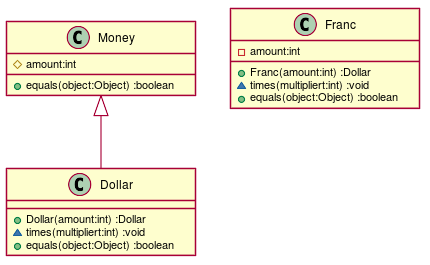 C Money
amount:int
equals(object:Object) :boolean
C Franc
amount:int
Franc(amount:int) :Dollar
times(multipliert:int) :void
equals(object:Object) :boolean
C Dollar
Dollar(amount:int) :Dollar
times(multipliert:int) :void
equals(object:Object) :boolean